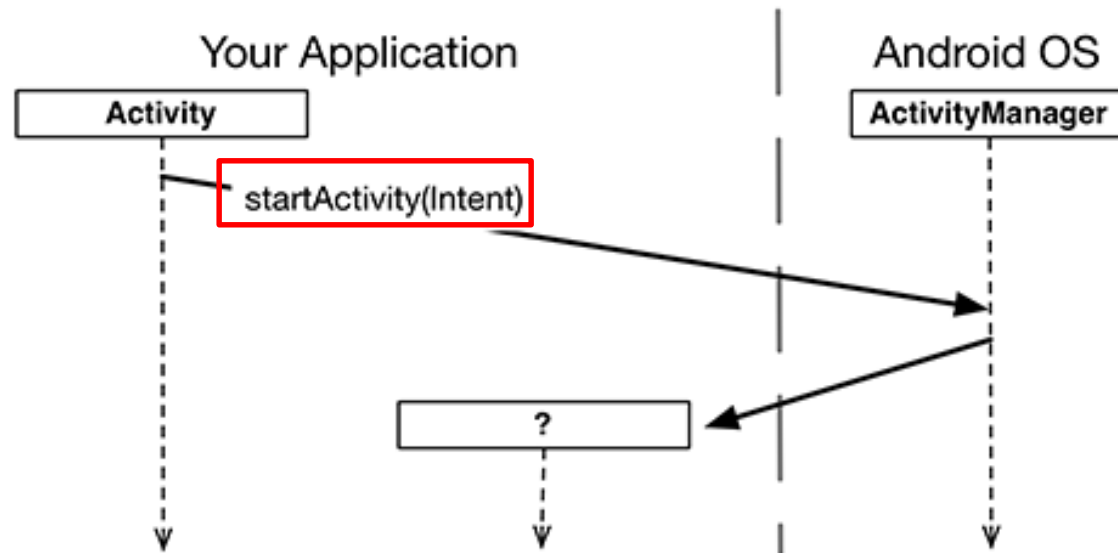 Your Application
Android OS
Activity
ActivityManager
startActivity(Intent)
?